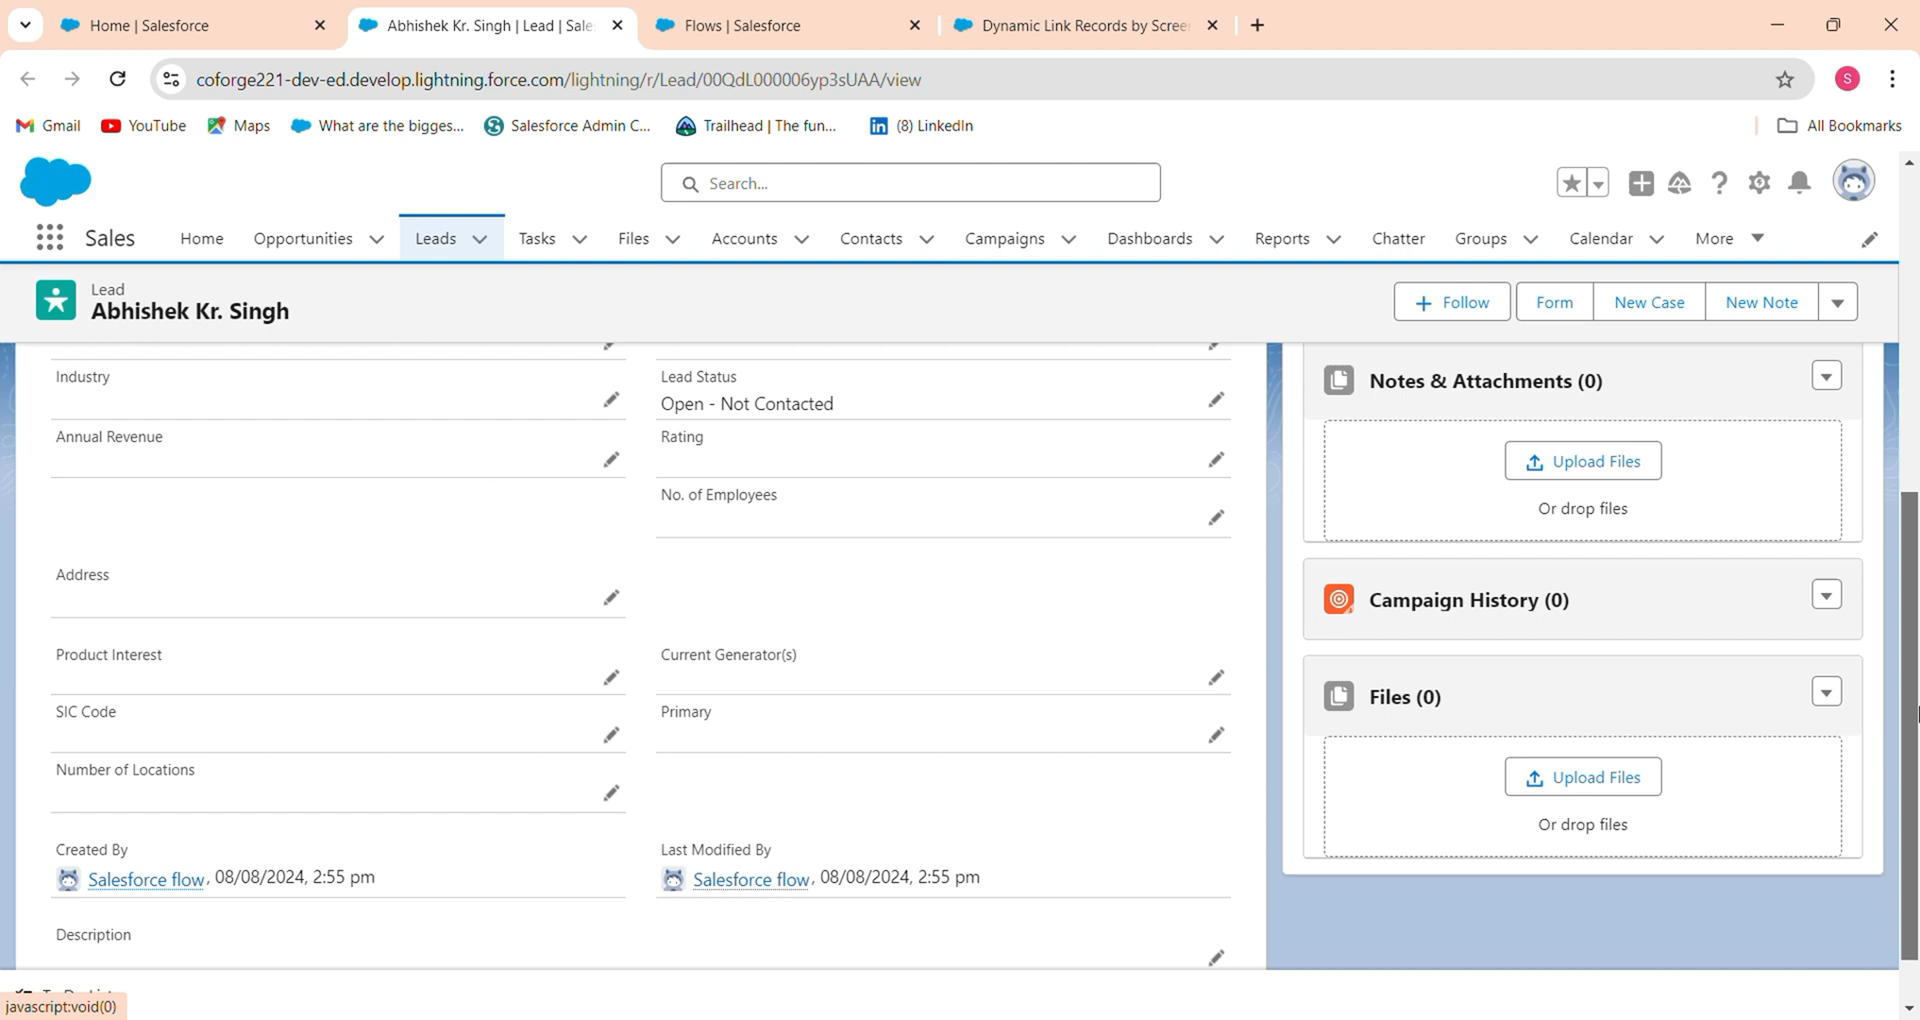 Home | Salesforce
Abhishek Kr. Singh | Lead | Sale
Flows | Salesforce
Dynamic Link Records by Scree
coforge221-dev-ed.develop.lightning.force.com/lightning/r/Lead/00QdL000006yp3sUAA/view
S
Gmail
YouTube
Maps
What are the bigges...
Salesforce Admin C...
Trailhead | The fun...
(8) LinkedIn
All Bookmarks
Search...
Sales
Home
Opportunities
Leads
Tasks
Files
Accounts
Contacts
Campaigns
Dashboards
Reports
Chatter
Groups
Calendar
More
Lead
Abhishek Kr. Singh
Follow
Form
New Case
New Note
Industry
Lead Status
Open - Not Contacted
Annual Revenue
Rating
No. of Employees
Address
Product Interest
Current Generator(s)
SIC Code
Primary
Number of Locations
Created By
Salesforce flow, 08/08/2024, 2:55 pm
Last Modified By
Salesforce flow, 08/08/2024, 2:55 pm
Description
Notes & Attachments (0)
Upload Files
Or drop files
Campaign History (0)
Files (0)
Upload Files
Or drop files
javascript:void(0)